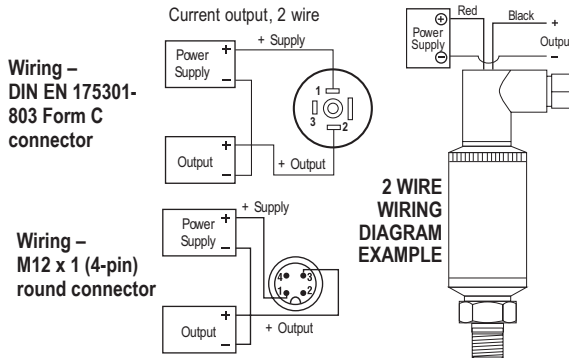 Current output, 2 wire
Wiring –
DIN EN 175301-
803 Form C
connector
Power
Supply
+
–
+ Supply
1
3
2
Output
+
–
+ Output
Wiring –
M12 x 1 (4-pin)
round connector
Power
Supply
+
–
+ Supply
4
3
1
2
Output
+
–
+ Output
Power
Supply
+
–
Red
Black
+
Output
–
2 WIRE
WIRING
DIAGRAM
EXAMPLE